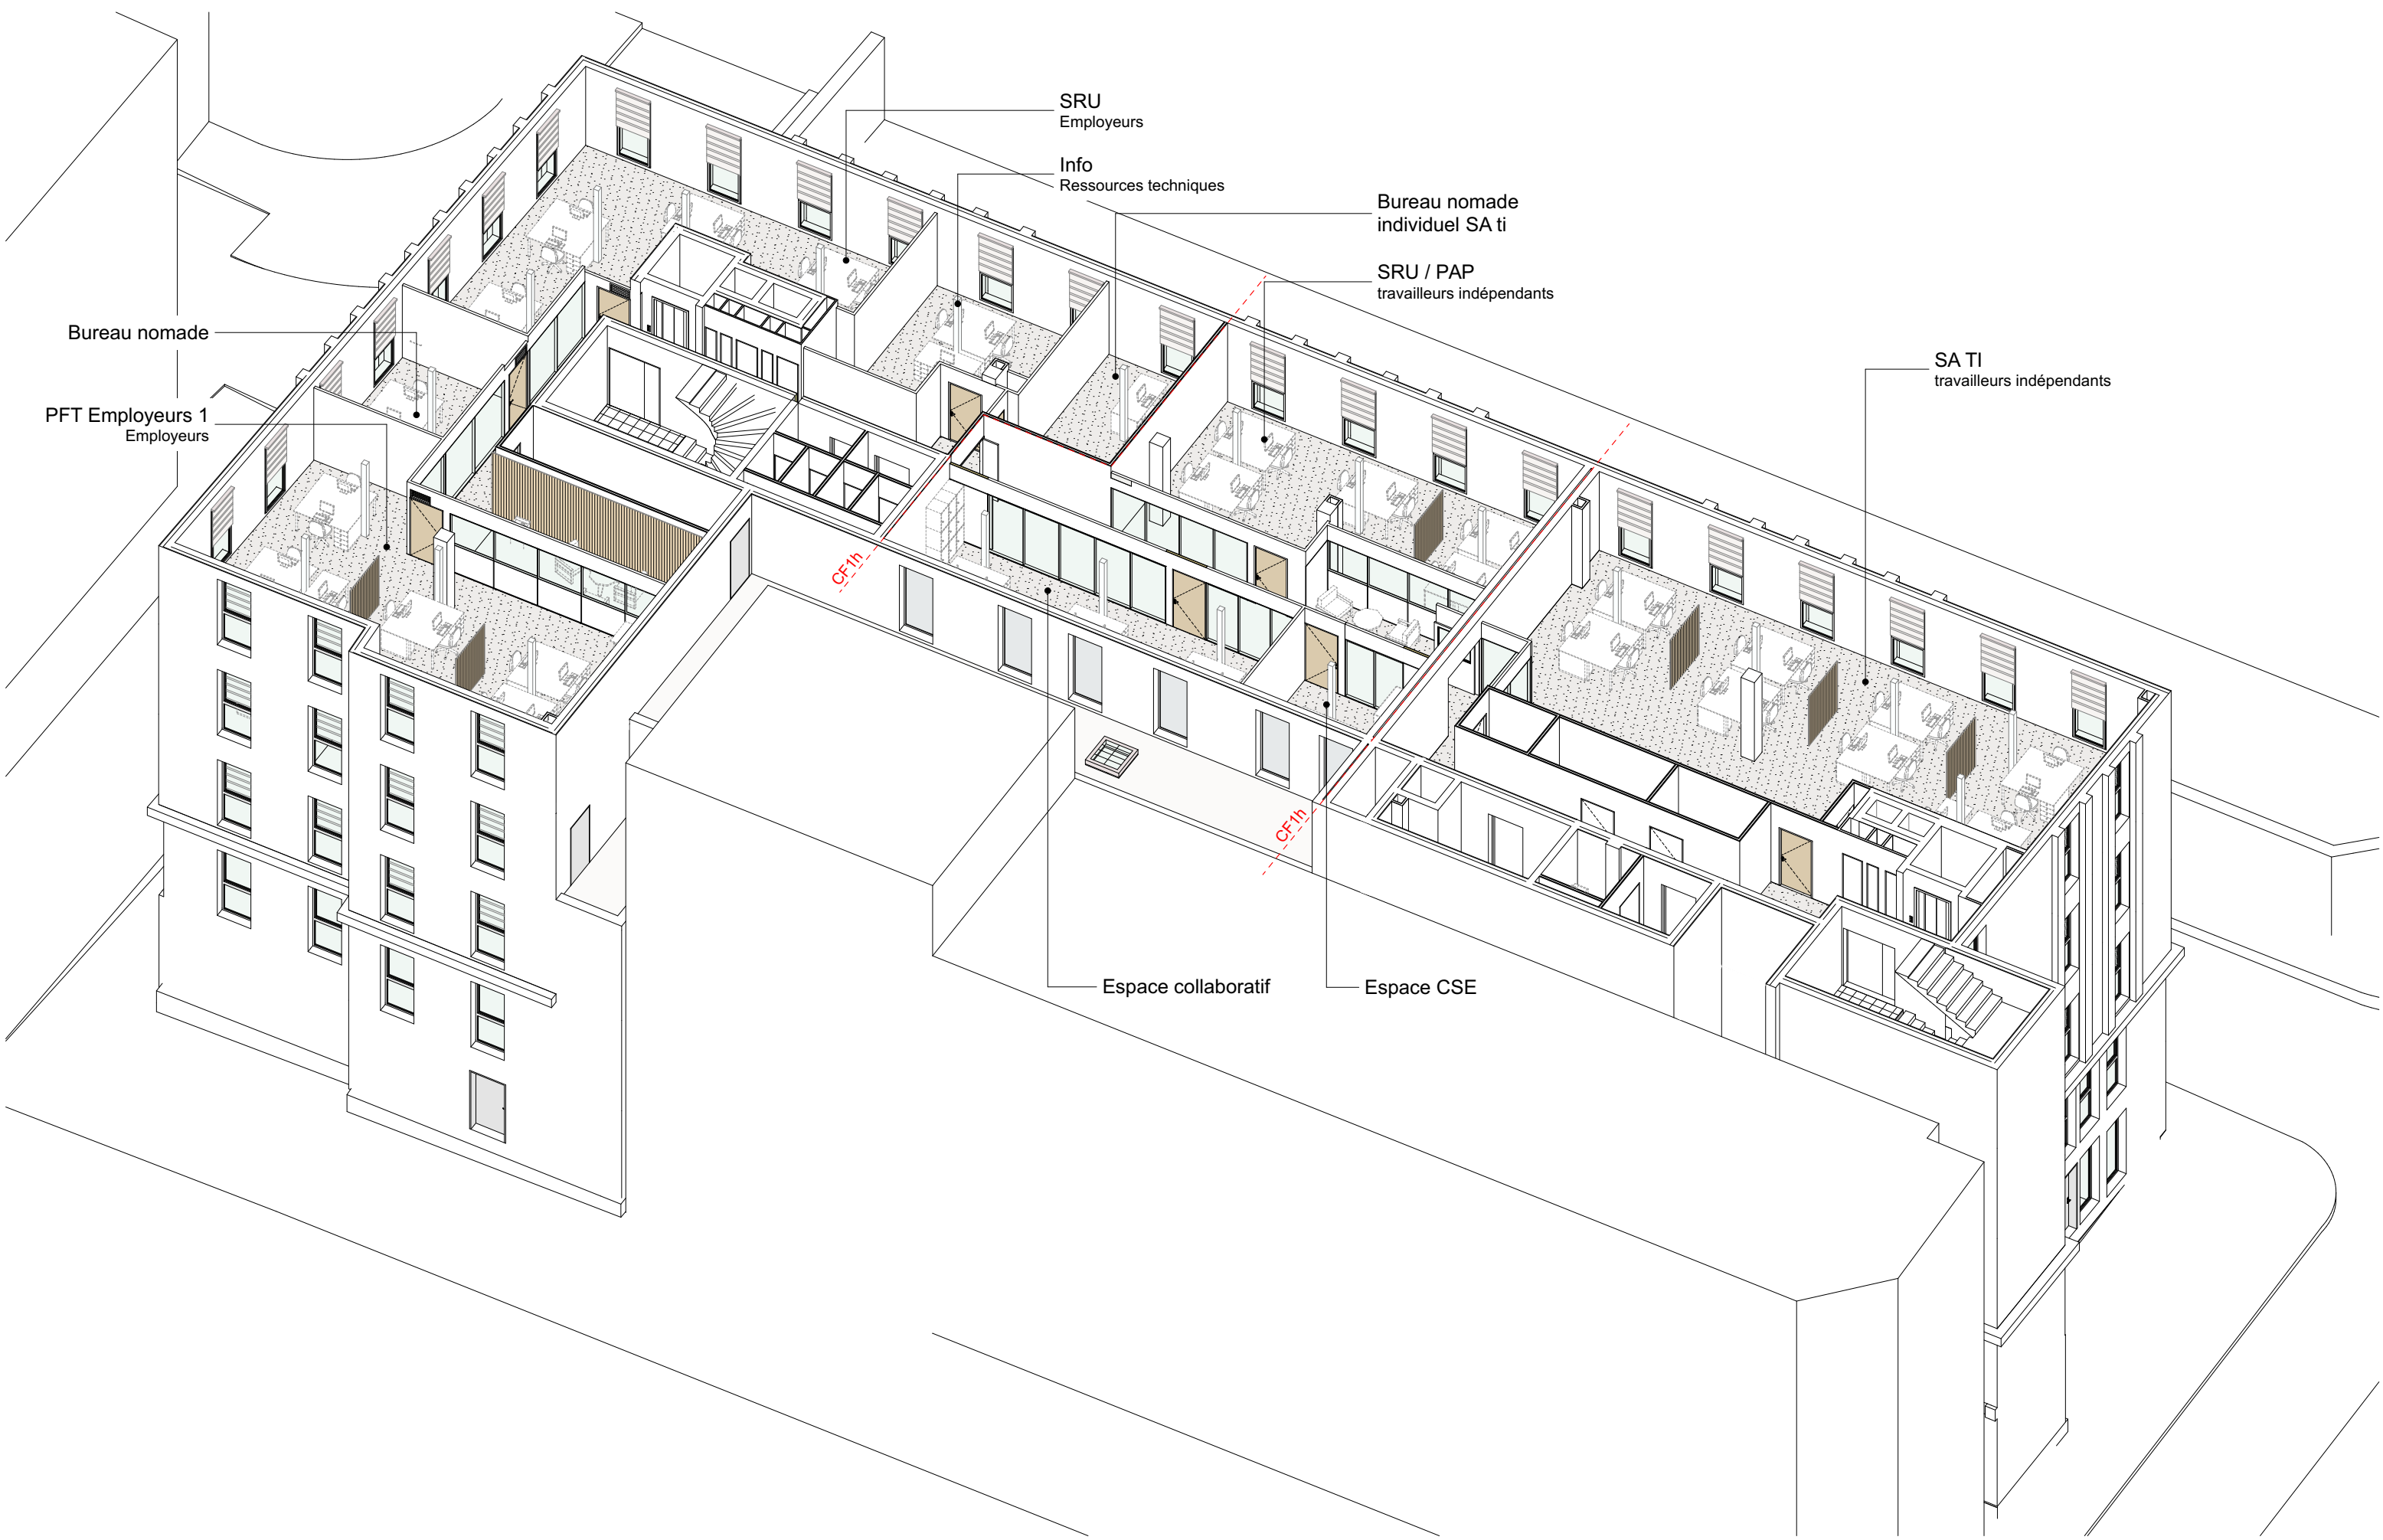 SRU
Employeurs
Info
Ressources techniques
Bureau nomade
individuel SA ti
SRU / PAP
travailleurs indépendants
SA TI
travailleurs indépendants
Bureau nomade
PFT Employeurs 1
Employeurs
CF1h
CF1h
Espace collaboratif
Espace CSE